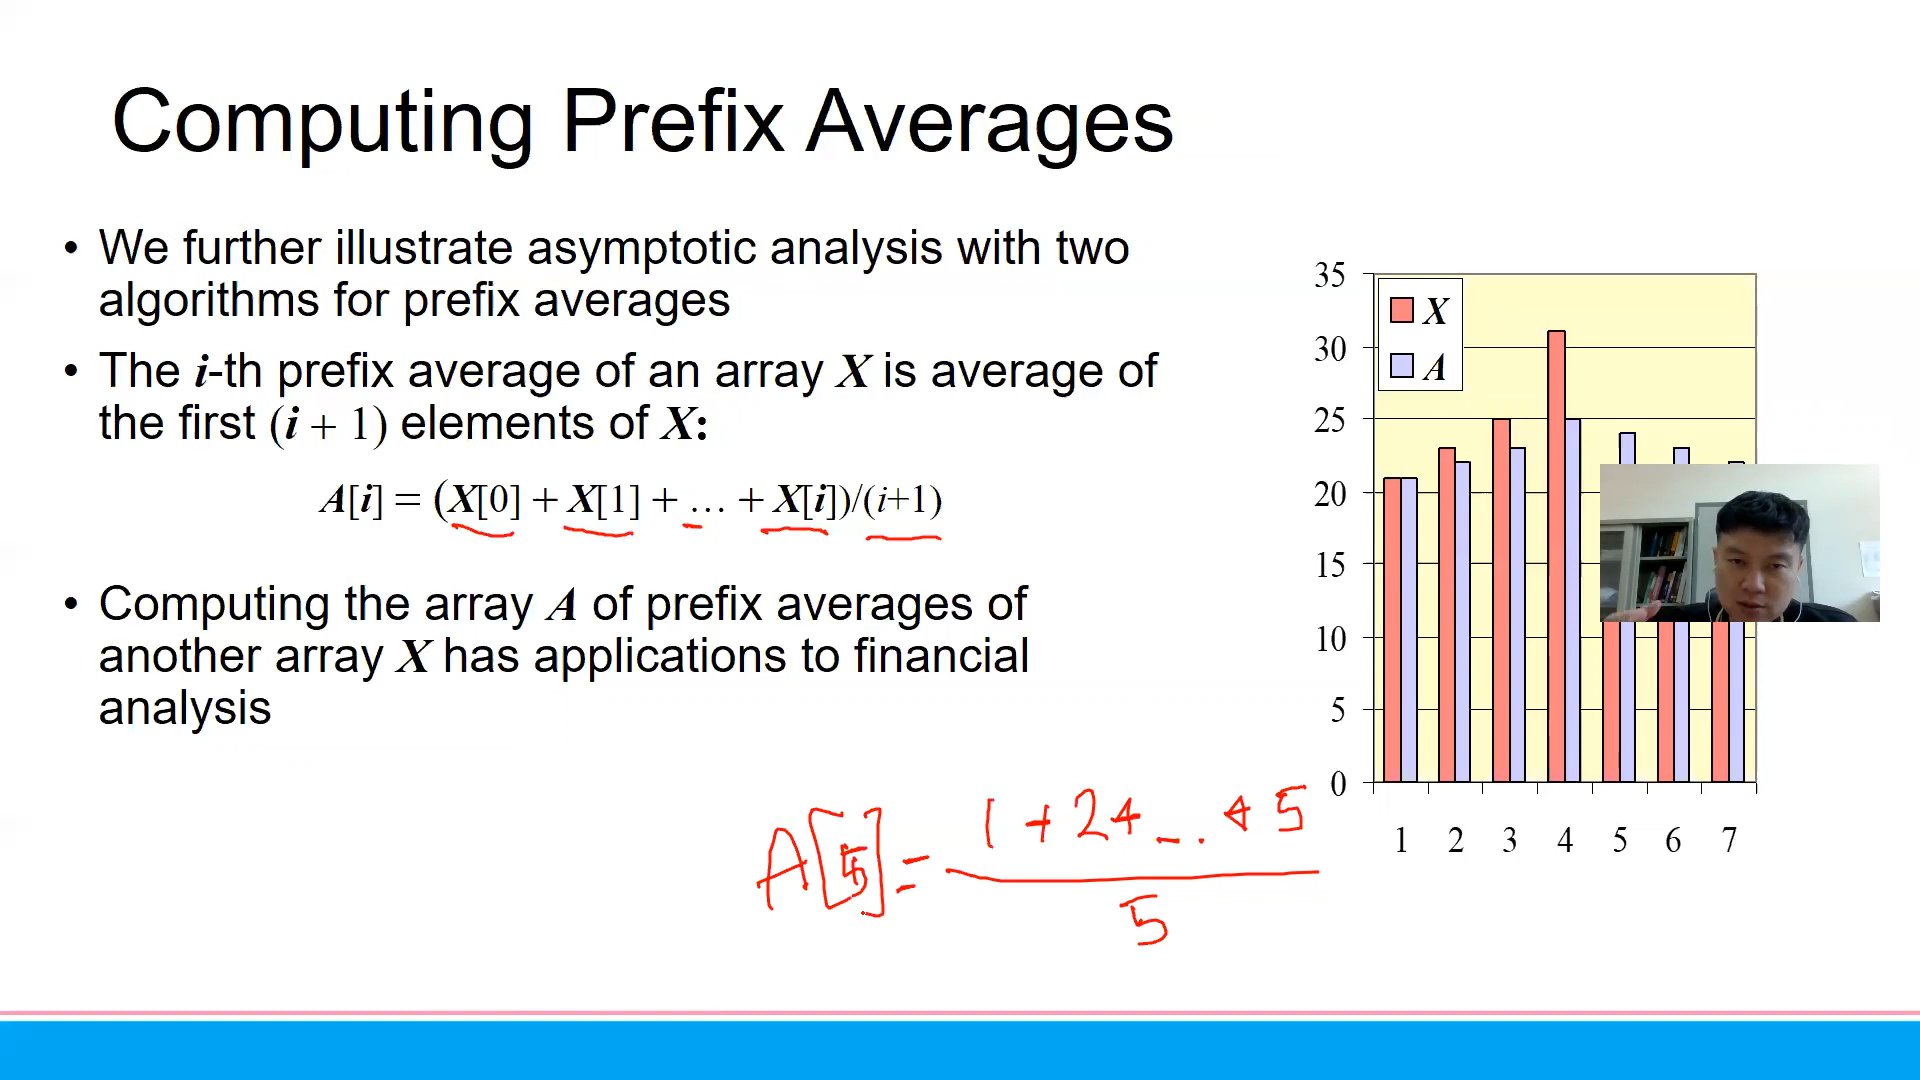 Computing Prefix Averages
• We further illustrate asymptotic analysis with two
algorithms for prefix averages
• The i-th prefix average of an array X is average of
the first (i + 1) elements of X:
A[i] = (X[0] + X[1] + … + X[i])/(i+1)
• Computing the array A of prefix averages of
another array X has applications to financial
analysis
35
30
25
20
15
10
5
0
X
A
1 2 3 4 5 6 7
1 + 2 + ... + 5
A[5] =
5